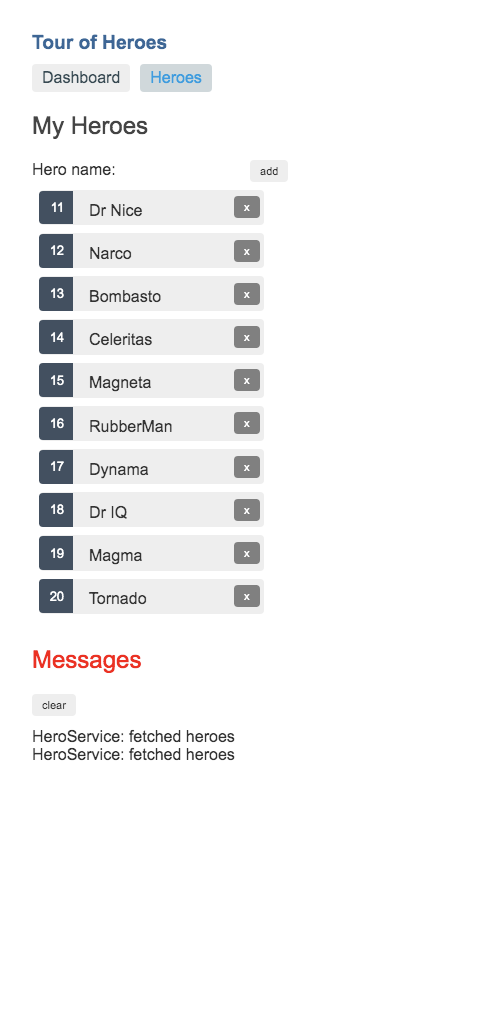 Tour of Heroes
Dashboard Heroes
My Heroes
Hero name: add
11 Dr Nice x
12 Narco x
13 Bombasto x
14 Celeritas x
15 Magneta x
16 RubberMan x
17 Dynama x
18 Dr IQ x
19 Magma x
20 Tornado x
Messages
clear
HeroService: fetched heroes
HeroService: fetched heroes